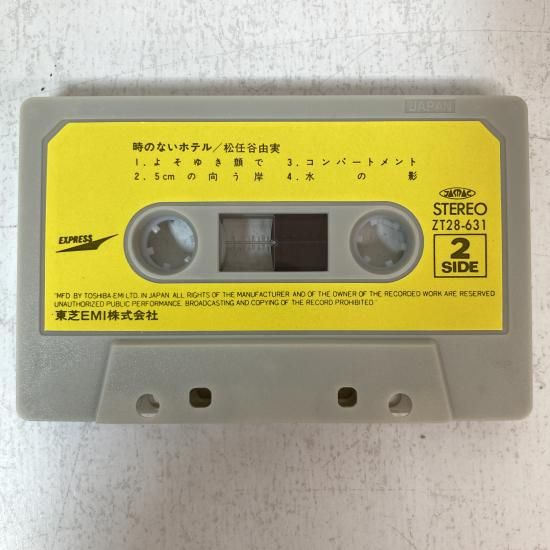 JAPAN
時のないホテル／松任谷由実
1.よそゆき顔で 3.コンパートメント
2.5cmの向う岸 4.水の影
JASRAC
EXPRESS
STEREO
ZT28-631
2
SIDE
"MFD. BY TOSHIBA EMI LTD. IN JAPAN. ALL RIGHTS OF THE MANUFACTURER AND OF THE OWNER OF THE RECORDED WORK ARE RESERVED
UNAUTHORIZED PUBLIC PERFORMANCE, BROADCASTING AND COPYING OF THE RECORD PROHIBITED."
東芝EMI株式会社